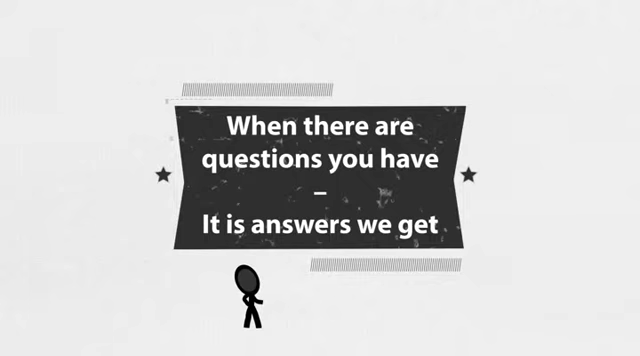 When there are
questions you have
–
It is answers we get